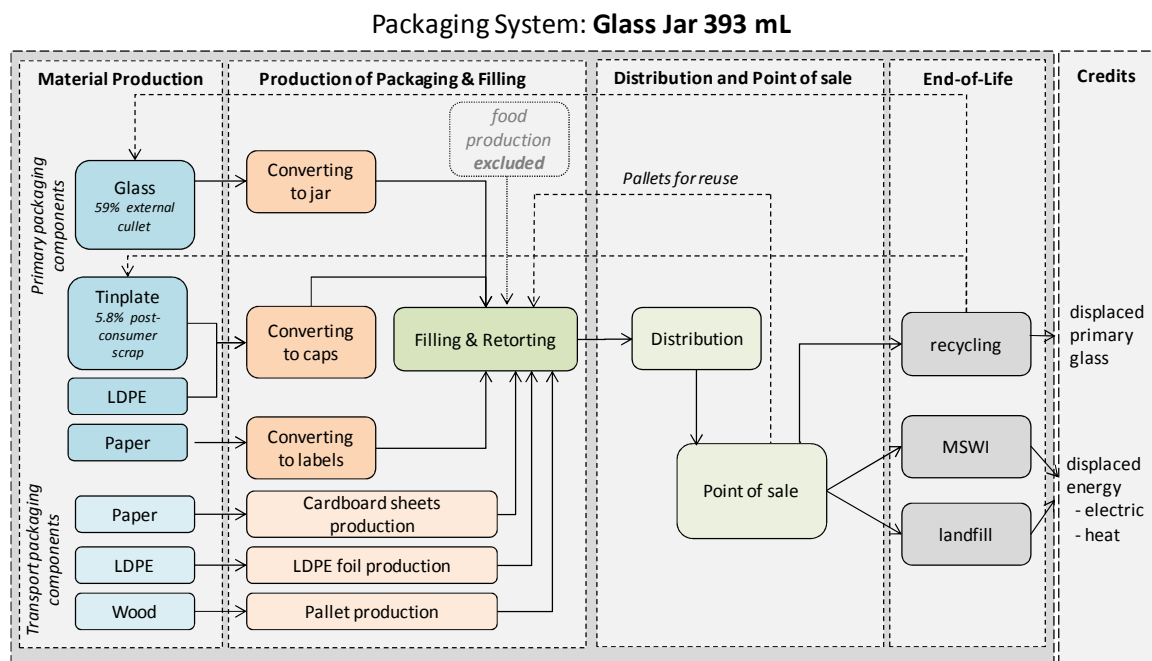 Packaging System: Glass Jar 393 mL
Material Production
Production of Packaging & Filling
Distribution and Point of sale
End-of-Life
Credits
Primary packaging
components
Glass
59% external
cullet
Converting
to jar
food
production
excluded
Pallets for reuse
Tinplate
5.8% post-
consumer
scrap
LDPE
Converting
to caps
Filling & Retorting
Distribution
recycling
displaced
primary
glass
Paper
Converting
to labels
Point of sale
MSWI
landfill
displaced
energy
- electric
- heat
Transport packaging
components
Paper
Cardboard sheets
production
LDPE
LDPE foil production
Wood
Pallet production